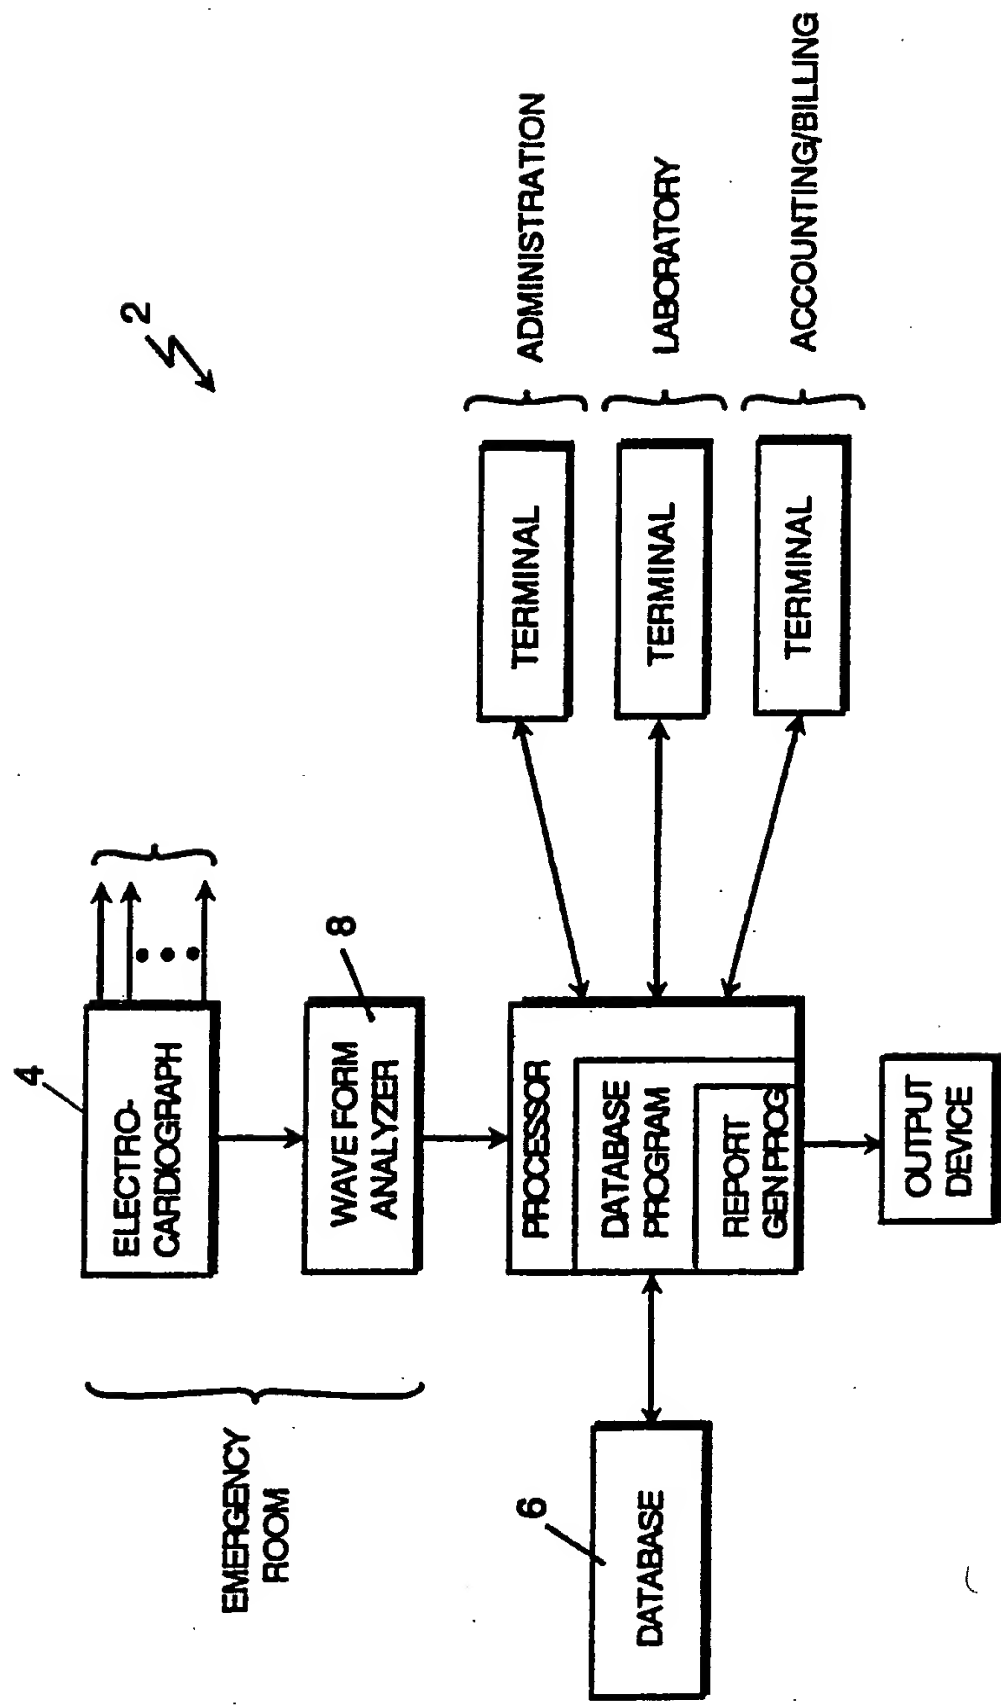 2
4
ELECTRO-
CARDIOGRAPH
EMERGENCY
ROOM
8
WAVE FORM
ANALYZER
ADMINISTRATION
TERMINAL
LABORATORY
TERMINAL
ACCOUNTING/BILLING
TERMINAL
PROCESSOR
DATABASE
PROGRAM
REPORT
GEN PROG
6
DATABASE
OUTPUT
DEVICE